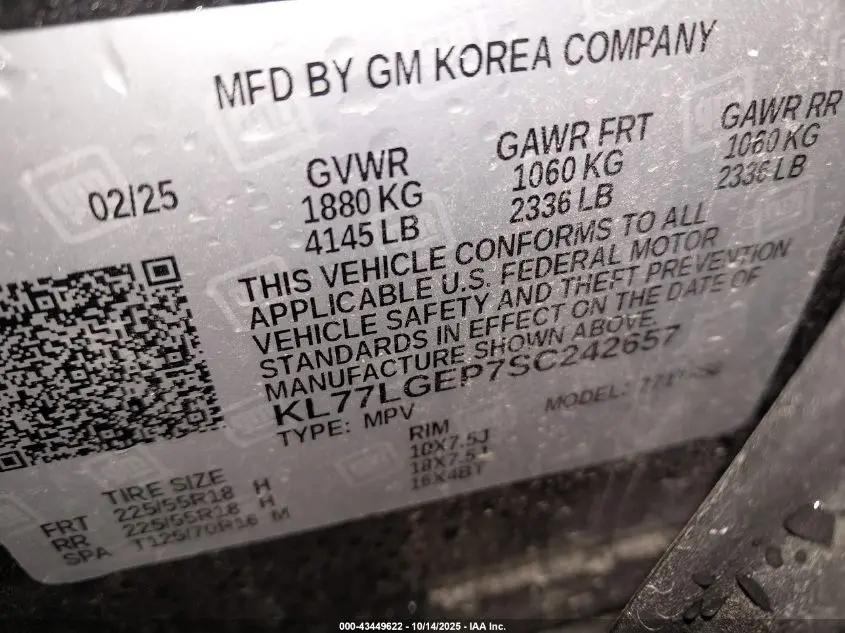 MFD BY GM KOREA COMPANY
02/25
GVWR
1880 KG
4145 LB
GAWR FRT
1060 KG
2336 LB
GAWR RR
1060 KG
2336 LB
THIS VEHICLE CONFORMS TO ALL
APPLICABLE U.S. FEDERAL MOTOR
VEHICLE SAFETY AND THEFT PREVENTION
STANDARDS IN EFFECT ON THE DATE OF
MANUFACTURE SHOWN ABOVE.
KL77LGEP7SC242657
TYPE: MPV
MODEL:
TIRE SIZE
RIM
FRT 225/55R18 H
RR 225/55R18 H 18X7.5J
SPA T125/70R16 M 16X4BT
000-43449622 - 10/14/2025 - IAA Inc.